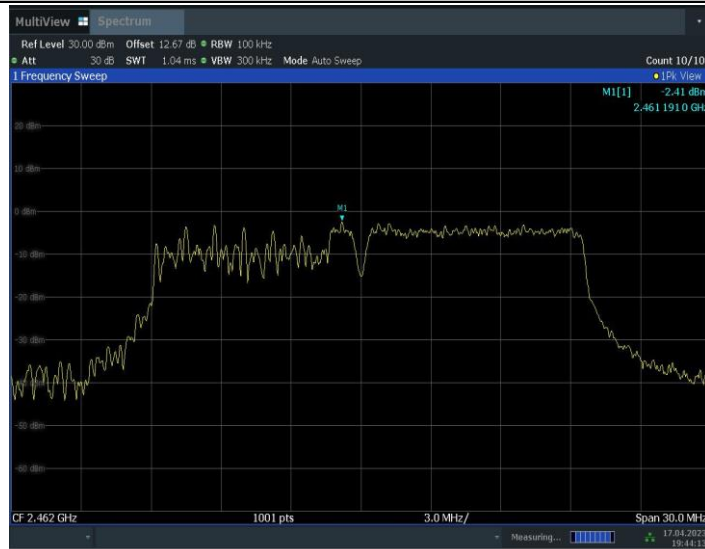 MultiView Spectrum
Ref Level 30.00 dBm Offset 12.67 dB RBW 100 kHz
Att 30 dB SWT 1.04 ms VBW 300 kHz Mode Auto Sweep Count 10/10
1 Frequency Sweep 1Pk View
M1[1] -2.41 dBm
2.461 1910 GHz
20 dBm
10 dBm
M1
0 dBm
-10 dBm
-20 dBm
-30 dBm
-40 dBm
-50 dBm
-60 dBm
CF 2.462 GHz 1001 pts 3.0 MHz/ Span 30.0 MHz
Measuring... 17.04.2023
19:44:13